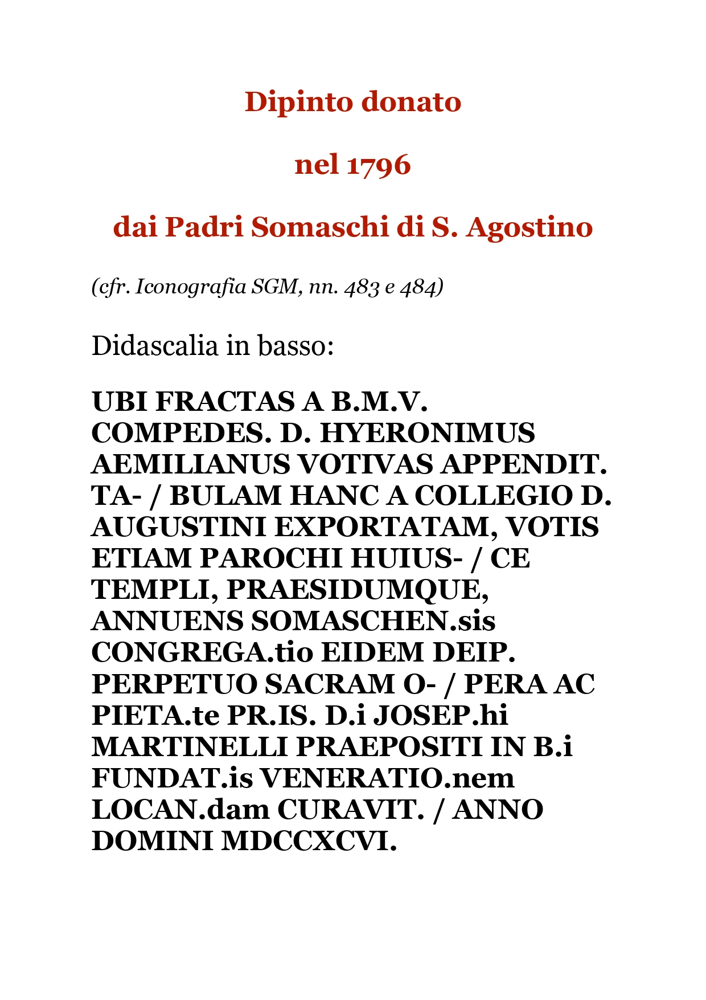 Dipinto donato
nel 1796
dai Padri Somaschi di S. Agostino
(cfr. Iconografia SGM, nn. 483 e 484)
Didascalia in basso:
UBI FRACTAS A B.M.V.
COMPEDES. D. HYERONIMUS
AEMILIANUS VOTIVAS APPENDIT.
TA- / BULAM HANC A COLLEGIO D.
AUGUSTINI EXPORTATAM, VOTIS
ETIAM PAROCHI HUIUS- / CE
TEMPLI, PRAESIDUMQUE,
ANNUENS SOMASCHEN.sis
CONGREGA.tio EIDEM DEIP.
PERPETUO SACRAM O- / PERA AC
PIETA.te PR.IS. D.i JOSEP.hi
MARTINELLI PRAEPOSITI IN B.i
FUNDAT.is VENERATIO.nem
LOCAN.dam CURAVIT. / ANNO
DOMINI MDCCXCVI.